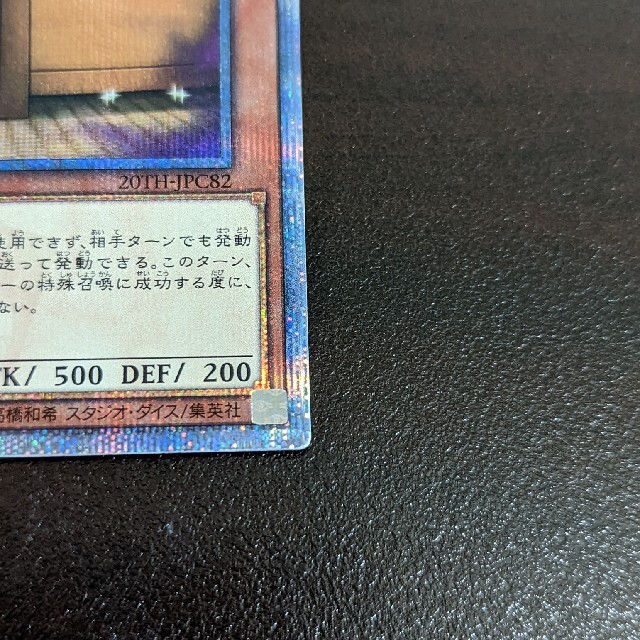 20TH-JPC82
使用できず、相手ターンでも発動
送って発動できる。このターン、
ーの特殊召喚に成功する度に、
ない。
TK/ 500 DEF/ 200
高橋和希 スタジオ・ダイス/集英社